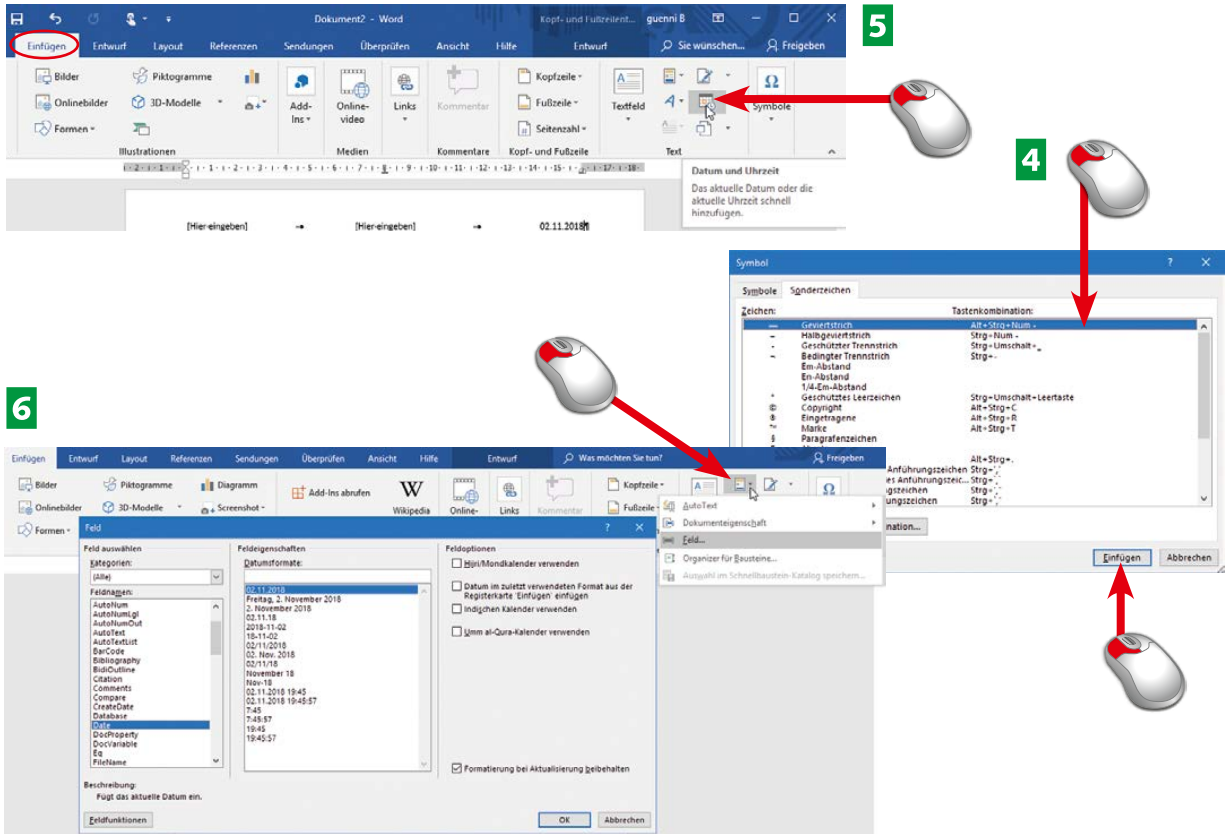 Dokument2 - Word
Kopf- und Fußzeilent...
guenni B
Einfügen Entwurf Layout Referenzen Sendungen Überprüfen Ansicht Hilfe Entwurf Sie wünschen... Freigeben
5
Bilder Piktogramme Kopfzeile
Onlinebilder 3D-Modelle Add-Ins Online-video Links Kommentar Fußzeile Textfeld Symbole
Formen Seitenzahl
Illustrationen Medien Kommentare Kopf- und Fußzeile Text
Datum und Uhrzeit
Das aktuelle Datum oder die
aktuelle Uhrzeit schnell
hinzufügen.
[Hier·eingeben] [Hier·eingeben] 02.11.2018¶
4
Symbol
Symbole Sonderzeichen
Zeichen: Tastenkombination:
— Geviertstrich Alt+Strg+Num -
– Halbgeviertstrich Strg+Num -
- Geschützter Trennstrich Strg+Umschalt+_
¬ Bedingter Trennstrich Strg+-
Em-Abstand
En-Abstand
1/4-Em-Abstand
° Geschütztes Leerzeichen Strg+Umschalt+Leertaste
© Copyright Alt+Strg+C
® Eingetragene Alt+Strg+R
™ Marke Alt+Strg+T
§ Paragrafenzeichen
Alt+Strg+.
Anführungszeichen
es Anführungszeic...
ngszeichen
ungszeichen
nation...
Einfügen Abbrechen
6
Einfügen Entwurf Layout Referenzen Sendungen Überprüfen Ansicht Hilfe Entwurf Was möchten Sie tun? Freigeben
Bilder Piktogramme Diagramm Add-Ins abrufen W Kopfzeile
Onlinebilder 3D-Modelle Screenshot Wikipedia Online- Links Kommentar Fußzeile
Formen
AutoText
Dokumenteigenschaft
Feld...
Organizer für Bausteine...
Auswahl im Schnellbaustein-Katalog speichern...
Feld
Feld auswählen
Kategorien:
(Alle)
Feldnamen:
AutoNum
AutoNumLgl
AutoNumOut
AutoText
AutoTextList
BarCode
Bibliography
BidiOutline
Citation
Comments
Compare
CreateDate
Database
Date
DocProperty
DocVariable
Eq
FileName
Feldeigenschaften
Datumsformate:
02.11.2018
Freitag, 2. November 2018
2. November 2018
02.11.18
2018-11-02
18-11-02
02/11/2018
02. Nov. 2018
02/11/18
November 18
Nov-18
02.11.2018 19:45
02.11.2018 19:45:57
7:45
7:45:57
19:45
19:45:57
Feldoptionen
Hijri/Mondkalender verwenden
Datum im zuletzt verwendeten Format aus der
Registerkarte 'Einfügen' einfügen
Indischen Kalender verwenden
Umm al-Qura-Kalender verwenden
Formatierung bei Aktualisierung beibehalten
Beschreibung:
Fügt das aktuelle Datum ein.
Feldfunktionen OK Abbrechen